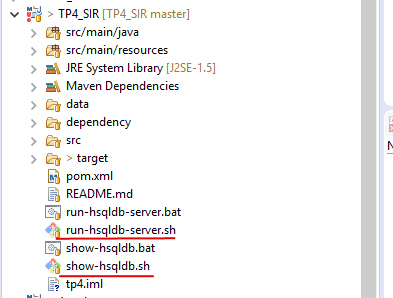 > TP4_SIR [TP4_SIR master]
src/main/java
src/main/resources
JRE System Library [J2SE-1.5]
Maven Dependencies
data
dependency
src
> target
pom.xml
README.md
run-hsqldb-server.bat
run-hsqldb-server.sh
show-hsqldb.bat
show-hsqldb.sh
tp4.iml